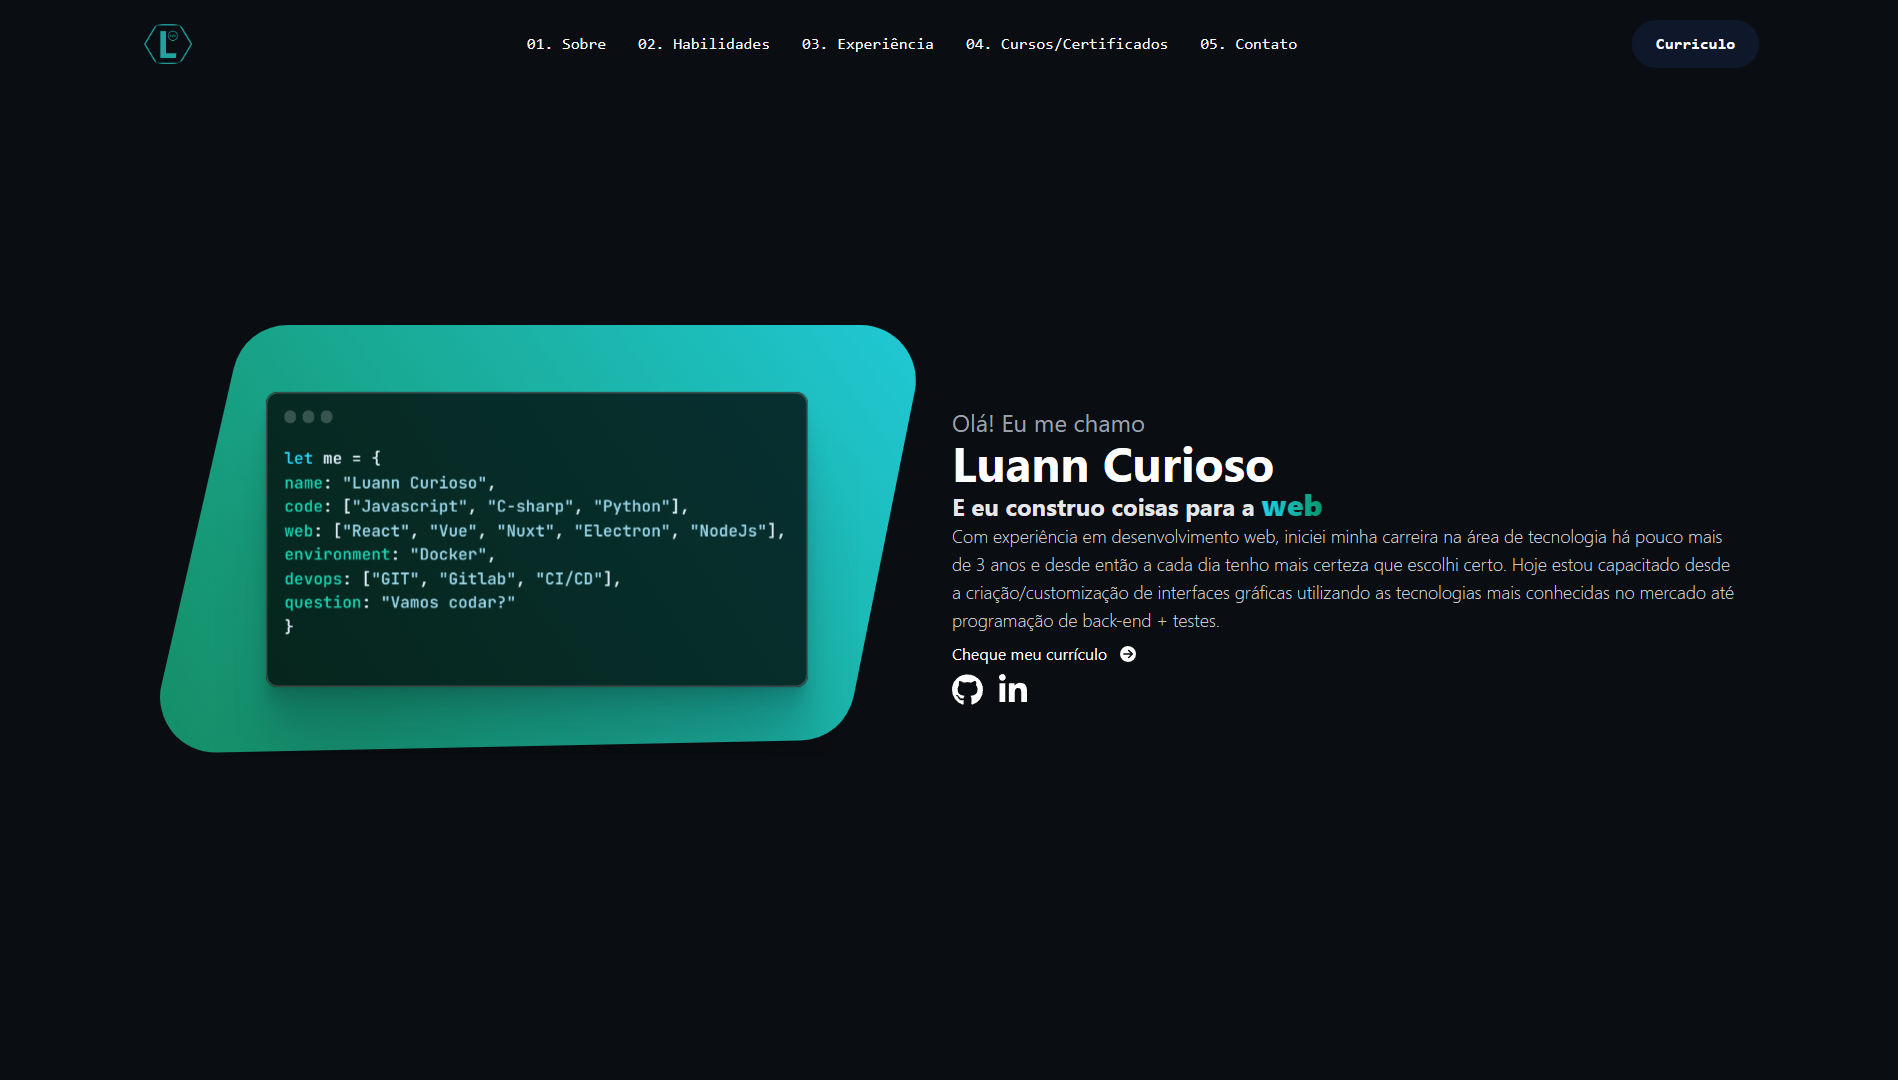 L
01. Sobre
02. Habilidades
03. Experiência
04. Cursos/Certificados
05. Contato
Curriculo
let me = {
name: "Luann Curioso",
code: ["Javascript", "C-sharp", "Python"],
web: ["React", "Vue", "Nuxt", "Electron", "NodeJs"],
environment: "Docker",
devops: ["GIT", "Gitlab", "CI/CD"],
question: "Vamos codar?"
}
Olá! Eu me chamo
Luann Curioso
E eu construo coisas para a web
Com experiência em desenvolvimento web, iniciei minha carreira na área de tecnologia há pouco mais
de 3 anos e desde então a cada dia tenho mais certeza que escolhi certo. Hoje estou capacitado desde
a criação/customização de interfaces gráficas utilizando as tecnologias mais conhecidas no mercado até
programação de back-end + testes.
Cheque meu currículo
in